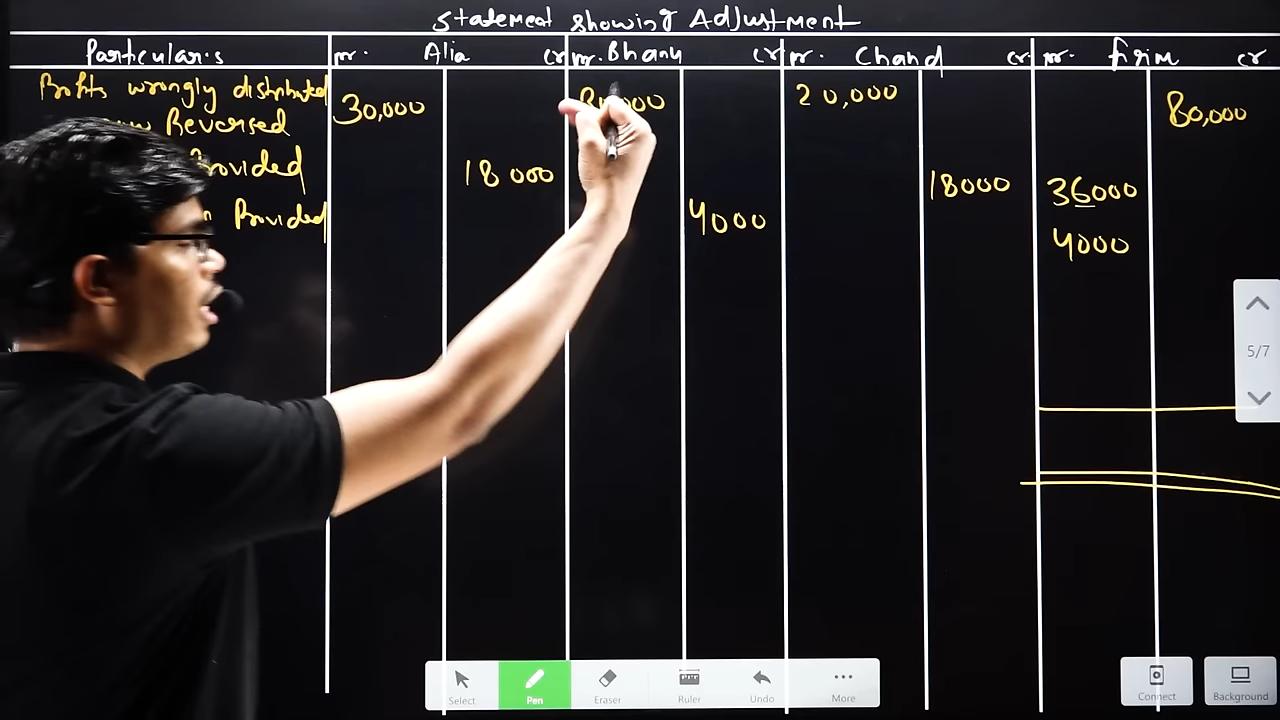 Statement Showing Adjustment
Particulars Dr. Alia Cr Dr. Bhanu Cr Dr. Chand Cr Dr. Firm Cr.
Profits wrongly distributed 30,000 20,000 80,000
Reversed
Provided 18 000 18000 36000
Provided 4000 4000
5/7
Select Pen Eraser Ruler Undo More Connect Background